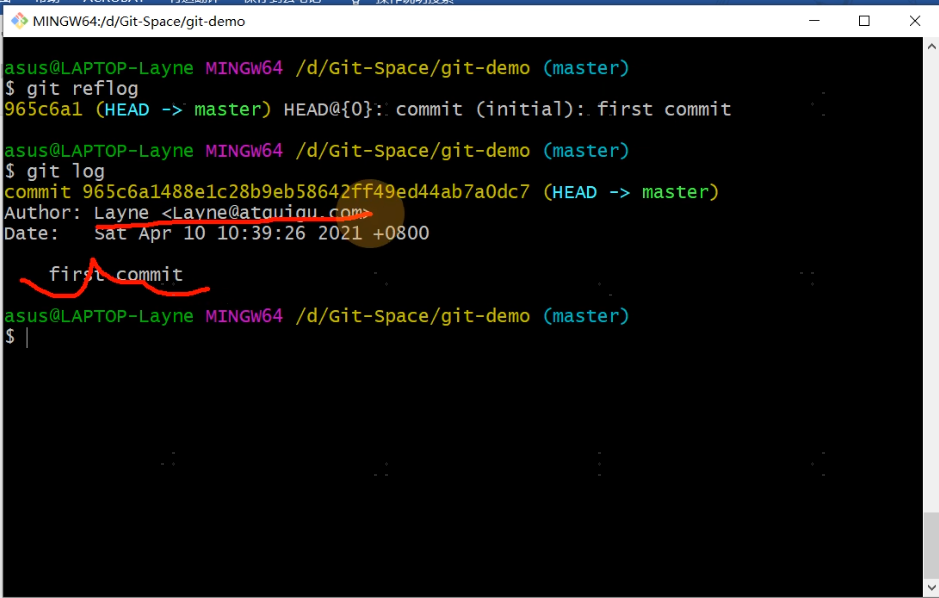 MINGW64:/d/Git-Space/git-demo
asus@LAPTOP-Layne MINGW64 /d/Git-Space/git-demo (master)
$ git reflog
965c6a1 (HEAD -> master) HEAD@{0}: commit (initial): first commit
asus@LAPTOP-Layne MINGW64 /d/Git-Space/git-demo (master)
$ git log
commit 965c6a1488e1c28b9eb58642ff49ed44ab7a0dc7 (HEAD -> master)
Author: Layne <Layne@atguigu.com>
Date: Sat Apr 10 10:39:26 2021 +0800
first commit
asus@LAPTOP-Layne MINGW64 /d/Git-Space/git-demo (master)
$